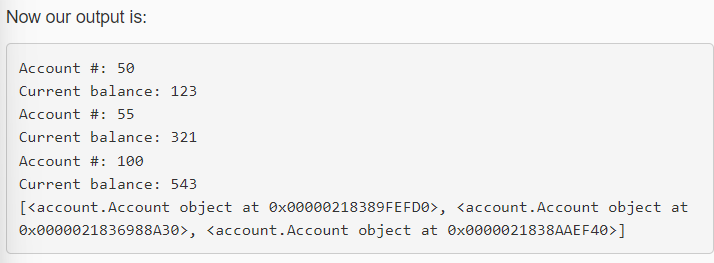 Now our output is:
Account #: 50
Current balance: 123
Account #: 55
Current balance: 321
Account #: 100
Current balance: 543
[<account.Account object at 0x00000218389FEFD0>, <account.Account object at
0x0000021836988A30>, <account.Account object at 0x0000021838AAEF40>]